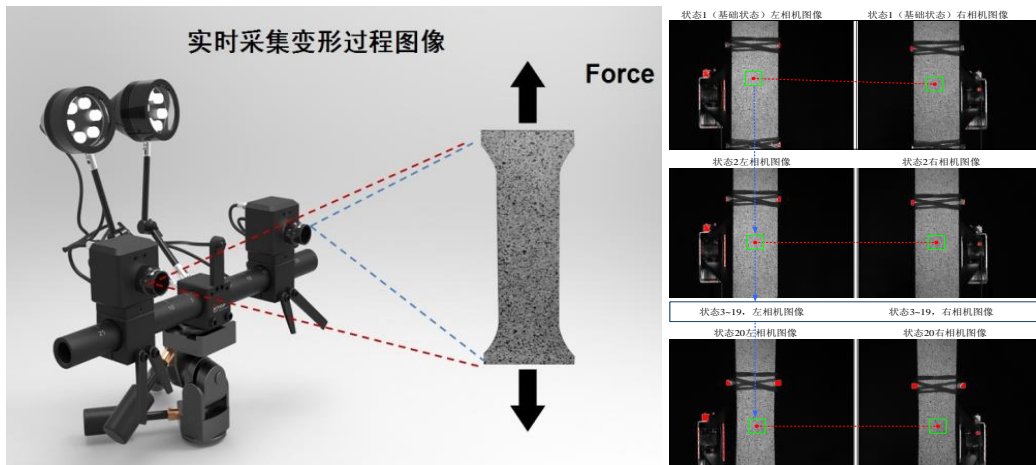 实时采集变形过程图像
Force
状态1（基础状态）左相机图像
状态1（基础状态）右相机图像
状态2左相机图像
状态2右相机图像
状态3~19，左相机图像
状态3~19，右相机图像
状态20左相机图像
状态20右相机图像